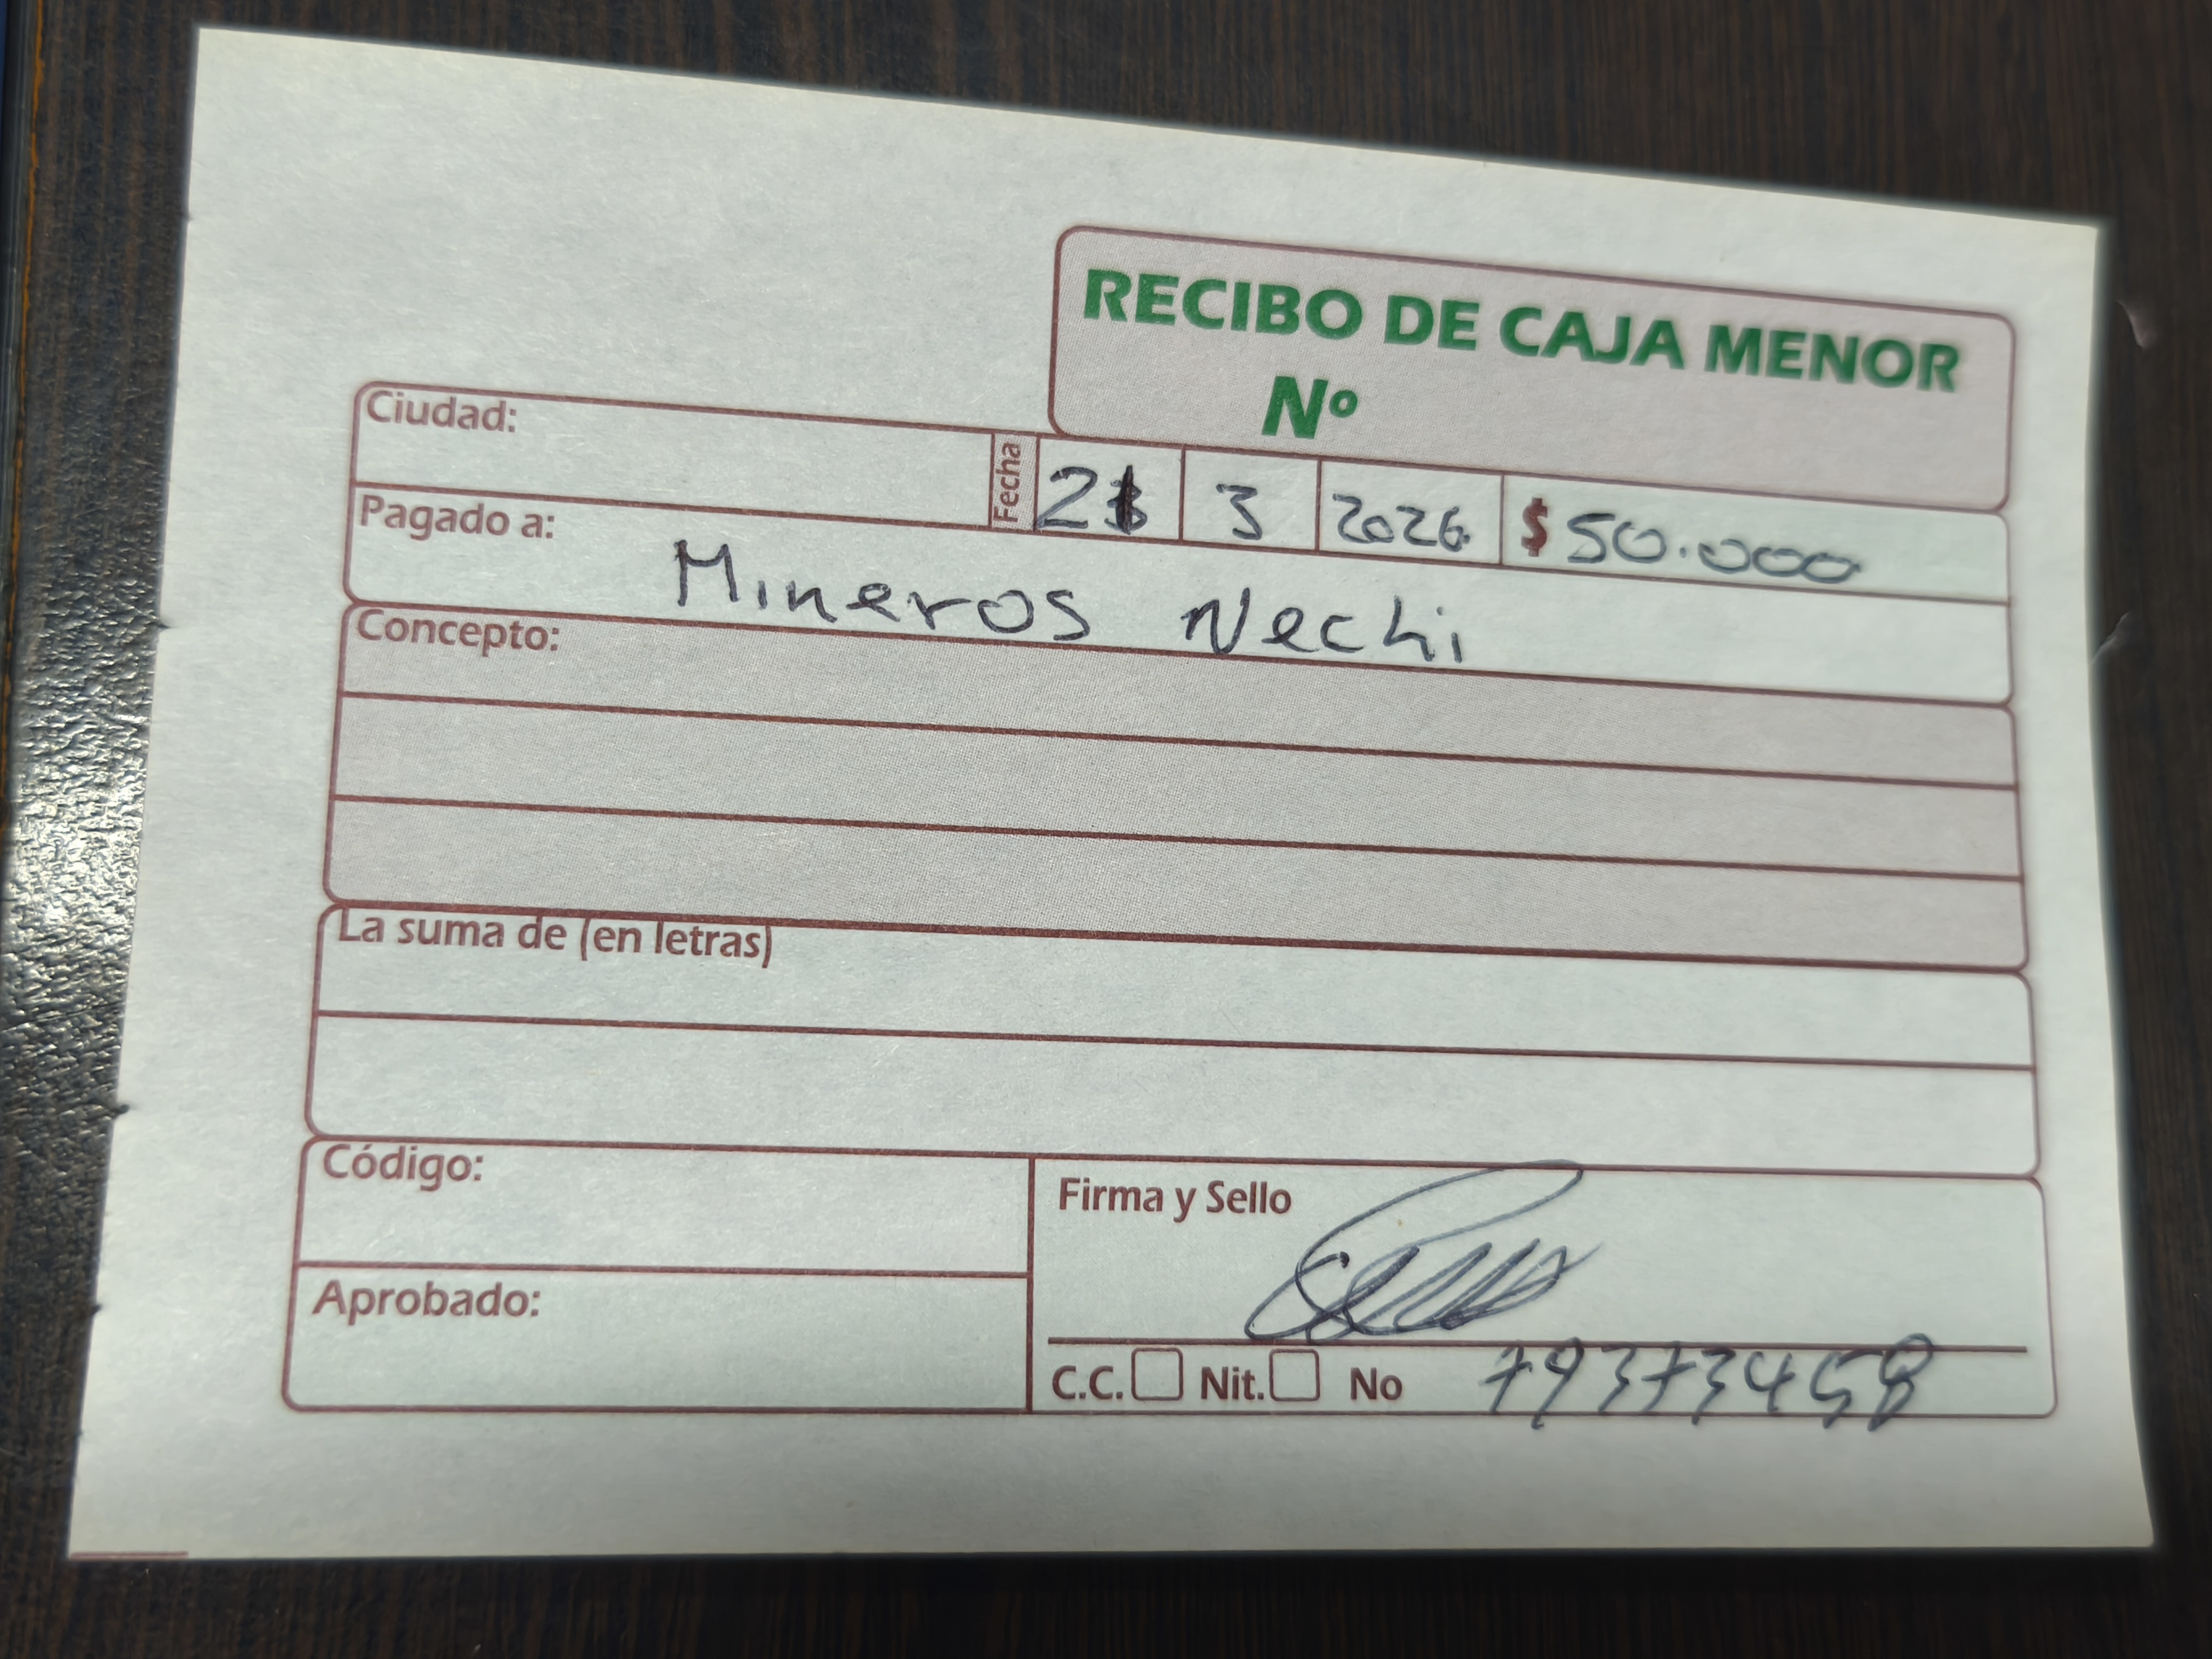 RECIBO DE CAJA MENOR
Nº
Ciudad:
Fecha 3 2026 $ 50.000
Pagado a: Mineros Nechi
Concepto:
La suma de (en letras)
Código:
Firma y Sello
Aprobado:
C.C. Nit. No 79373458